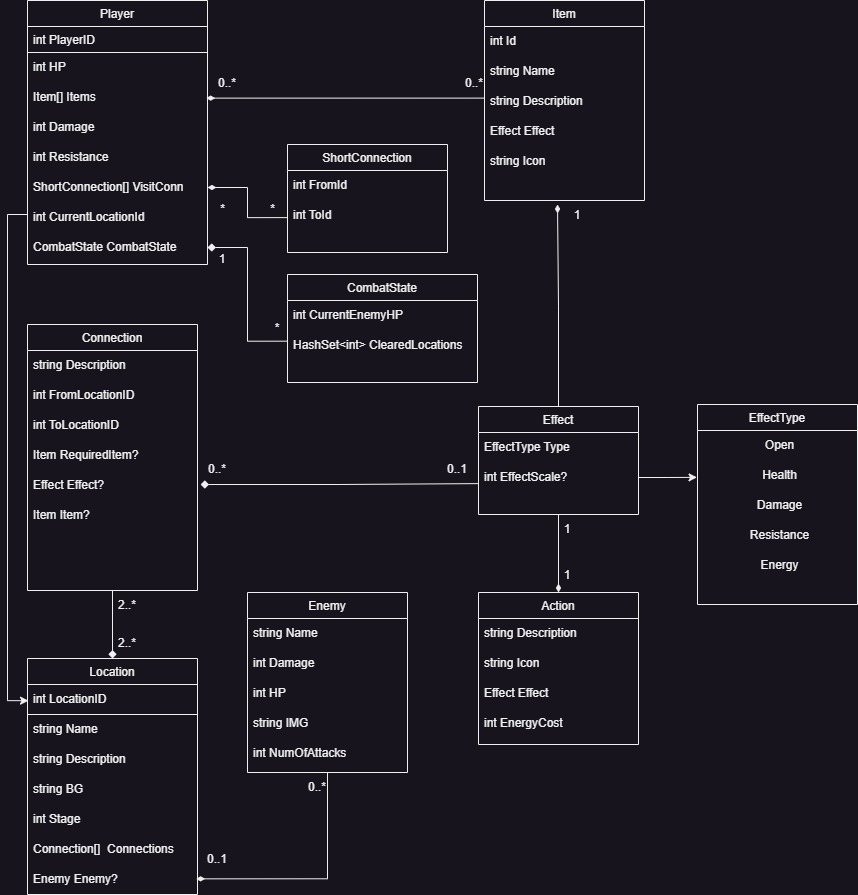 Player
int PlayerID
int HP
Item[] Items
int Damage
int Resistance
ShortConnection[] VisitConn
int CurrentLocationId
CombatState CombatState
0..*
0..*
Item
int Id
string Name
string Description
Effect Effect
string Icon
1
ShortConnection
int FromId
int ToId
*
*
1
*
CombatState
int CurrentEnemyHP
HashSet<int> ClearedLocations
Connection
string Description
int FromLocationID
int ToLocationID
Item RequiredItem?
Effect Effect?
Item Item?
0..*
0..1
Effect
EffectType Type
int EffectScale?
EffectType
Open
Health
Damage
Resistance
Energy
1
1
2..*
2..*
Enemy
string Name
int Damage
int HP
string IMG
int NumOfAttacks
0..*
0..1
Action
string Description
string Icon
Effect Effect
int EnergyCost
Location
int LocationID
string Name
string Description
string BG
int Stage
Connection[]  Connections
Enemy Enemy?